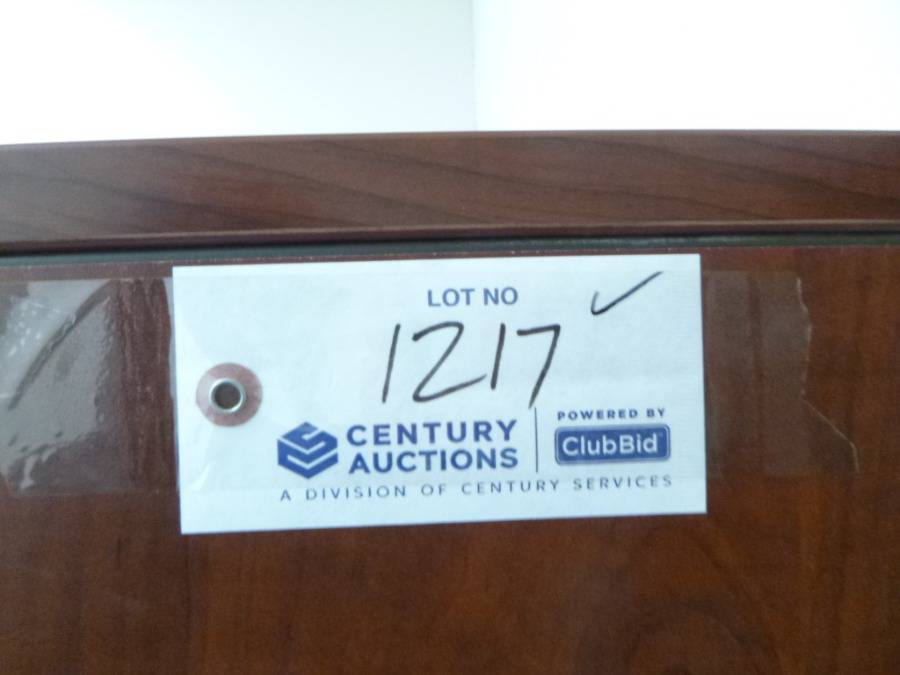 LOT NO
1217 ✓
CENTURY
AUCTIONS
POWERED BY
ClubBid
A DIVISION OF CENTURY SERVICES